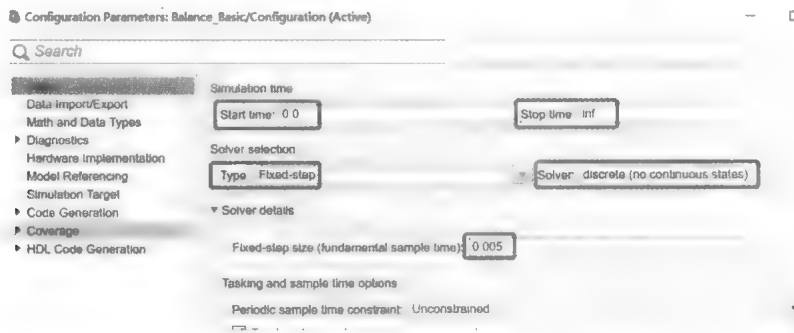 Configuration Parameters: Balance_Basic/Configuration (Active)
Search
Simulation time
Data Import/Export
Start time: 0.0
Stop time inf
Math and Data Types
Diagnostics
Solver selection
Hardware Implementation
Model Referencing
Type Fixed-step
Solver: discrete (no continuous states)
Simulation Target
Code Generation
Solver details
Coverage
HDL Code Generation
Fixed-step size (fundamental sample time): 0.005
Tasking and sample time options
Periodic sample time constraint: Unconstrained